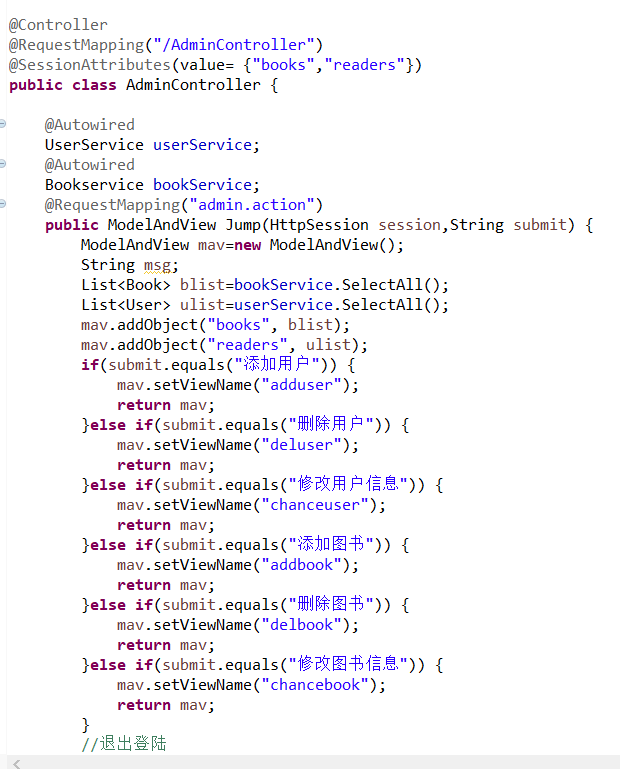 @Controller
@RequestMapping("/AdminController")
@SessionAttributes(value= {"books","readers"})
public class AdminController {
@Autowired
UserService userService;
@Autowired
Bookservice bookService;
@RequestMapping("admin.action")
public ModelAndView Jump(HttpSession session,String submit) {
ModelAndView mav=new ModelAndView();
String msg;
List<Book> blist=bookService.SelectAll();
List<User> ulist=userService.SelectAll();
mav.addObject("books", blist);
mav.addObject("readers", ulist);
if(submit.equals("添加用户")) {
mav.setViewName("adduser");
return mav;
}else if(submit.equals("删除用户")) {
mav.setViewName("deluser");
return mav;
}else if(submit.equals("修改用户信息")) {
mav.setViewName("chanceuser");
return mav;
}else if(submit.equals("添加图书")) {
mav.setViewName("addbook");
return mav;
}else if(submit.equals("删除图书")) {
mav.setViewName("delbook");
return mav;
}else if(submit.equals("修改图书信息")) {
mav.setViewName("chancebook");
return mav;
}
//退出登陆